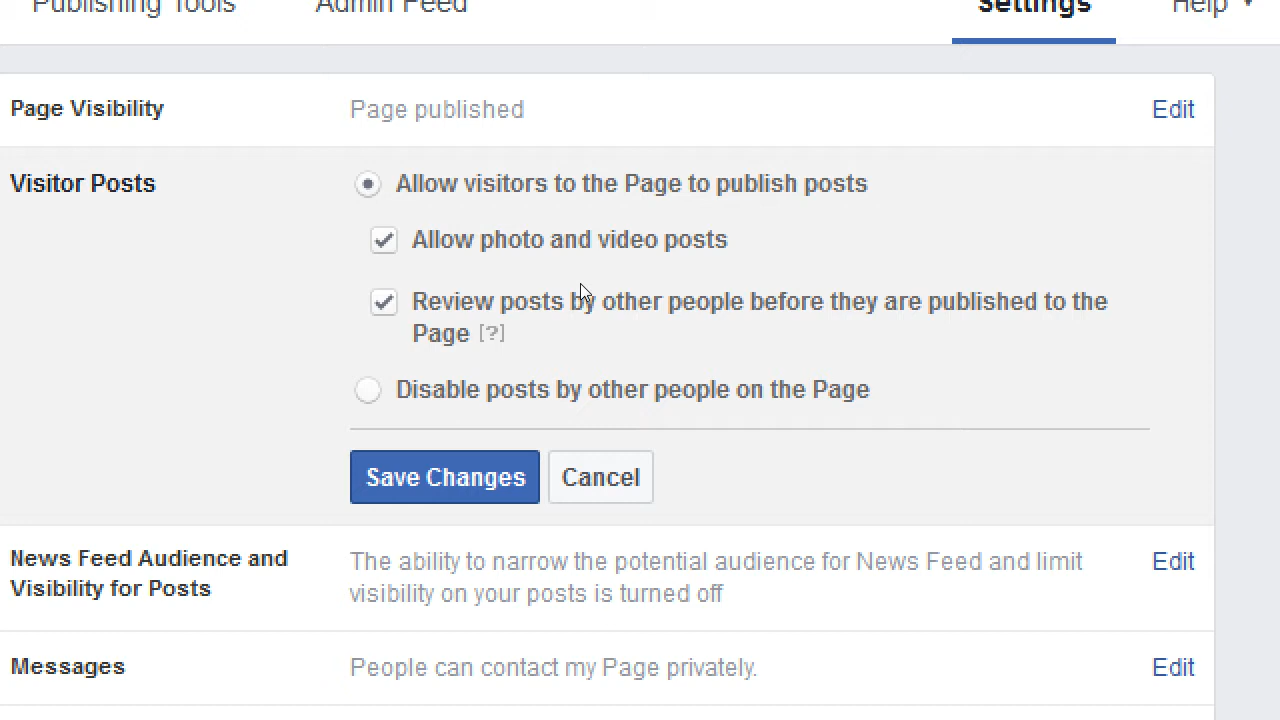 Publishing Tools Admin Feed Settings Help
Page Visibility Page published Edit
Visitor Posts Allow visitors to the Page to publish posts
Allow photo and video posts
Review posts by other people before they are published to the
Page [?]
Disable posts by other people on the Page
Save Changes Cancel
News Feed Audience and
Visibility for Posts
The ability to narrow the potential audience for News Feed and limit
visibility on your posts is turned off
Edit
Messages People can contact my Page privately. Edit